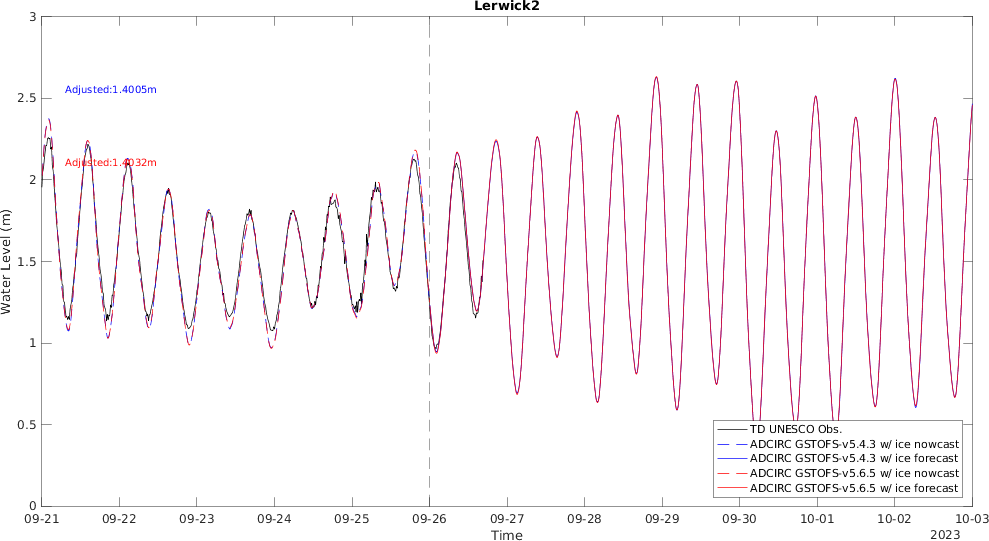 Lerwick2
Water Level (m)
3
2.5
2
1.5
1
0.5
0
Adjusted:1.4005m
Adjusted:1.4032m
TD UNESCO Obs.
ADCIRC GSTOFS-v5.4.3 w/ ice nowcast
ADCIRC GSTOFS-v5.4.3 w/ ice forecast
ADCIRC GSTOFS-v5.6.5 w/ ice nowcast
ADCIRC GSTOFS-v5.6.5 w/ ice forecast
09-21 09-22 09-23 09-24 09-25 09-26 09-27 09-28 09-29 09-30 10-01 10-02 10-03
Time
2023